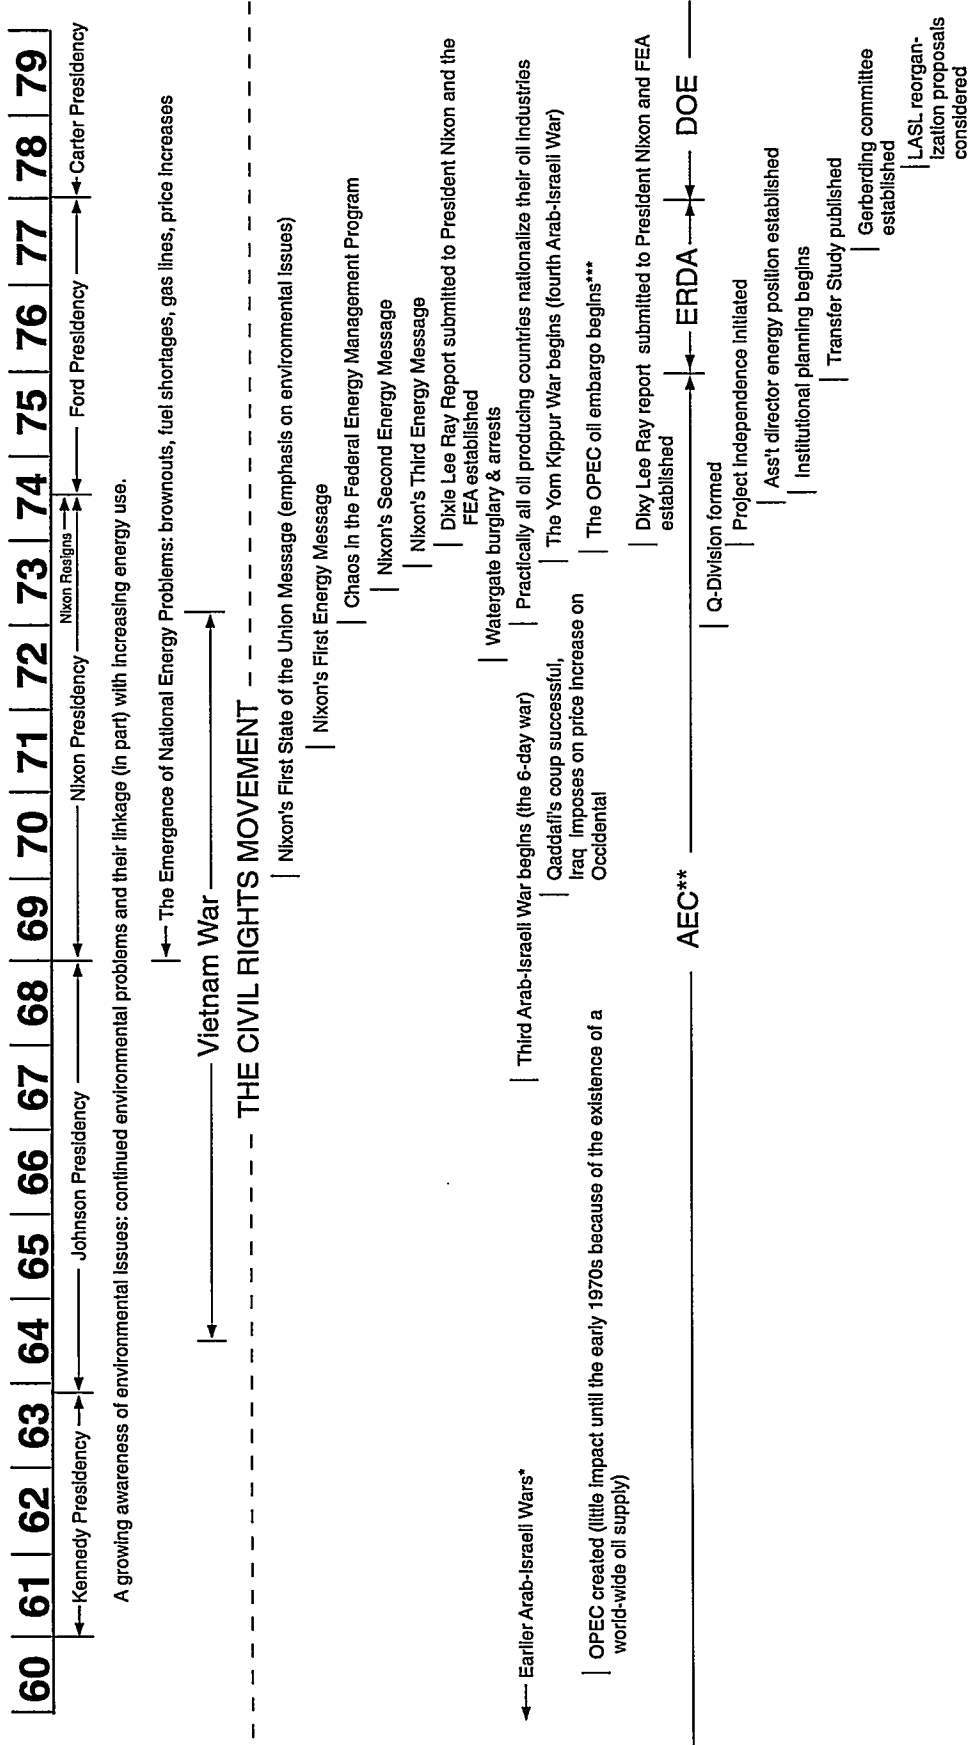 60 61 62 63 64 65 66 67 68 69 70 71 72 73 74 75 76 77 78 79
Kennedy Presidency
Johnson Presidency
Nixon Presidency
Nixon Resigns
Ford Presidency
Carter Presidency
A growing awareness of environmental issues: continued environmental problems and their linkage (in part) with increasing energy use.
The Emergence of National Energy Problems: brownouts, fuel shortages, gas lines, price increases
Vietnam War
THE CIVIL RIGHTS MOVEMENT
Nixon's First State of the Union Message (emphasis on environmental issues)
Nixon's First Energy Message
Chaos in the Federal Energy Management Program
Nixon's Second Energy Message
Nixon's Third Energy Message
Dixie Lee Ray Report submitted to President Nixon and the
FEA established
Watergate burglary & arrests
Earlier Arab-Israeli Wars*
Third Arab-Israeli War begins (the 6-day war)
Practically all oil producing countries nationalize their oil industries
Qaddafi's coup successful,
Iraq imposes on price increase on
Occidental
The Yom Kippur War begins (fourth Arab-Israeli War)
OPEC created (little impact until the early 1970s because of the existence of a
world-wide oil supply)
The OPEC oil embargo begins***
Dixy Lee Ray report submitted to President Nixon and FEA
established
AEC**
ERDA
DOE
Q-Division formed
Project Independence initiated
Ass't director energy position established
Institutional planning begins
Transfer Study published
Gerberding committee
established
LASL reorgan-
ization proposals
considered